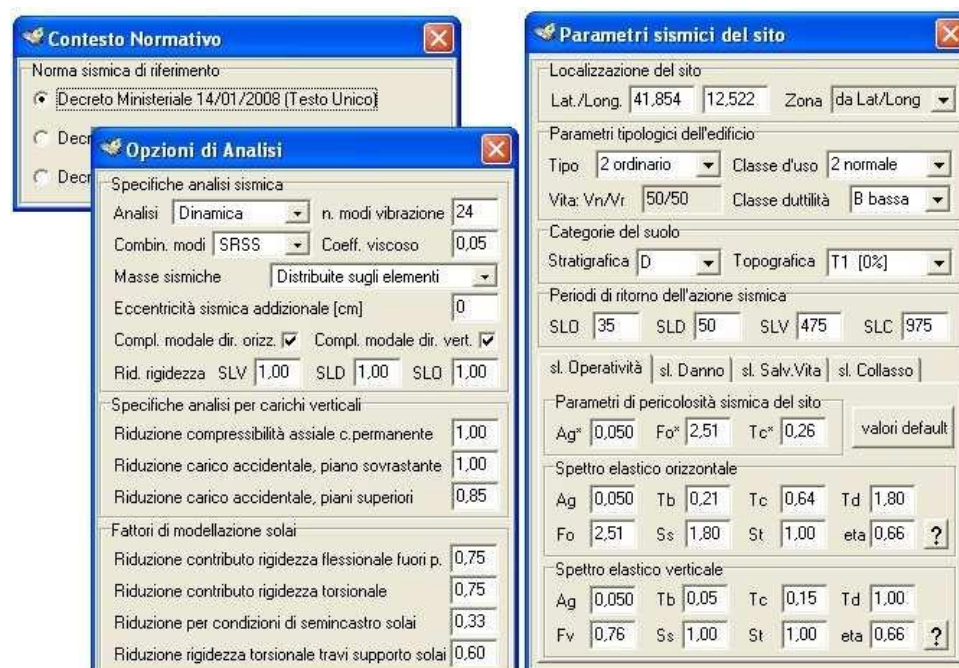 Contesto Normativo
Norma sismica di riferimento
Decreto Ministeriale 14/01/2008 (Testo Unico)
Decr
Decr
Opzioni di Analisi
Specifiche analisi sismica
Analisi Dinamica n. modi vibrazione 24
Combin. modi SRSS Coeff. viscoso 0,05
Masse sismiche Distribuite sugli elementi
Eccentricità sismica addizionale [cm] 0
Compl. modale dir. orizz. Compl. modale dir. vert.
Rid. rigidezza SLV 1,00 SLD 1,00 SLO 1,00
Specifiche analisi per carichi verticali
Riduzione compressibilità assiale c.permanente 1,00
Riduzione carico accidentale, piano sovrastante 1,00
Riduzione carico accidentale, piani superiori 0,85
Fattori di modellazione solai
Riduzione contributo rigidezza flessionale fuori p. 0,75
Riduzione contributo rigidezza torsionale 0,75
Riduzione per condizioni di semincastro solai 0,33
Riduzione rigidezza torsionale travi supporto solai 0,60
Parametri sismici del sito
Localizzazione del sito
Lat./Long. 41,854 12,522 Zona da Lat/Long
Parametri tipologici dell'edificio
Tipo 2 ordinario Classe d'uso 2 normale
Vita: Vn/Vr 50/50 Classe duttilità B bassa
Categorie del suolo
Stratigrafica D Topografica T1 [0%]
Periodi di ritorno dell'azione sismica
SLO 35 SLD 50 SLV 475 SLC 975
sl. Operatività sl. Danno sl. Salv.Vita sl. Collasso
Parametri di pericolosità sismica del sito
Ag* 0,050 Fo* 2,51 Tc* 0,26 valori default
Spettro elastico orizzontale
Ag 0,050 Tb 0,21 Tc 0,64 Td 1,80
Fo 2,51 Ss 1,80 St 1,00 eta 0,66 ?
Spettro elastico verticale
Ag 0,050 Tb 0,05 Tc 0,15 Td 1,00
Fv 0,76 Ss 1,00 St 1,00 eta 0,66 ?